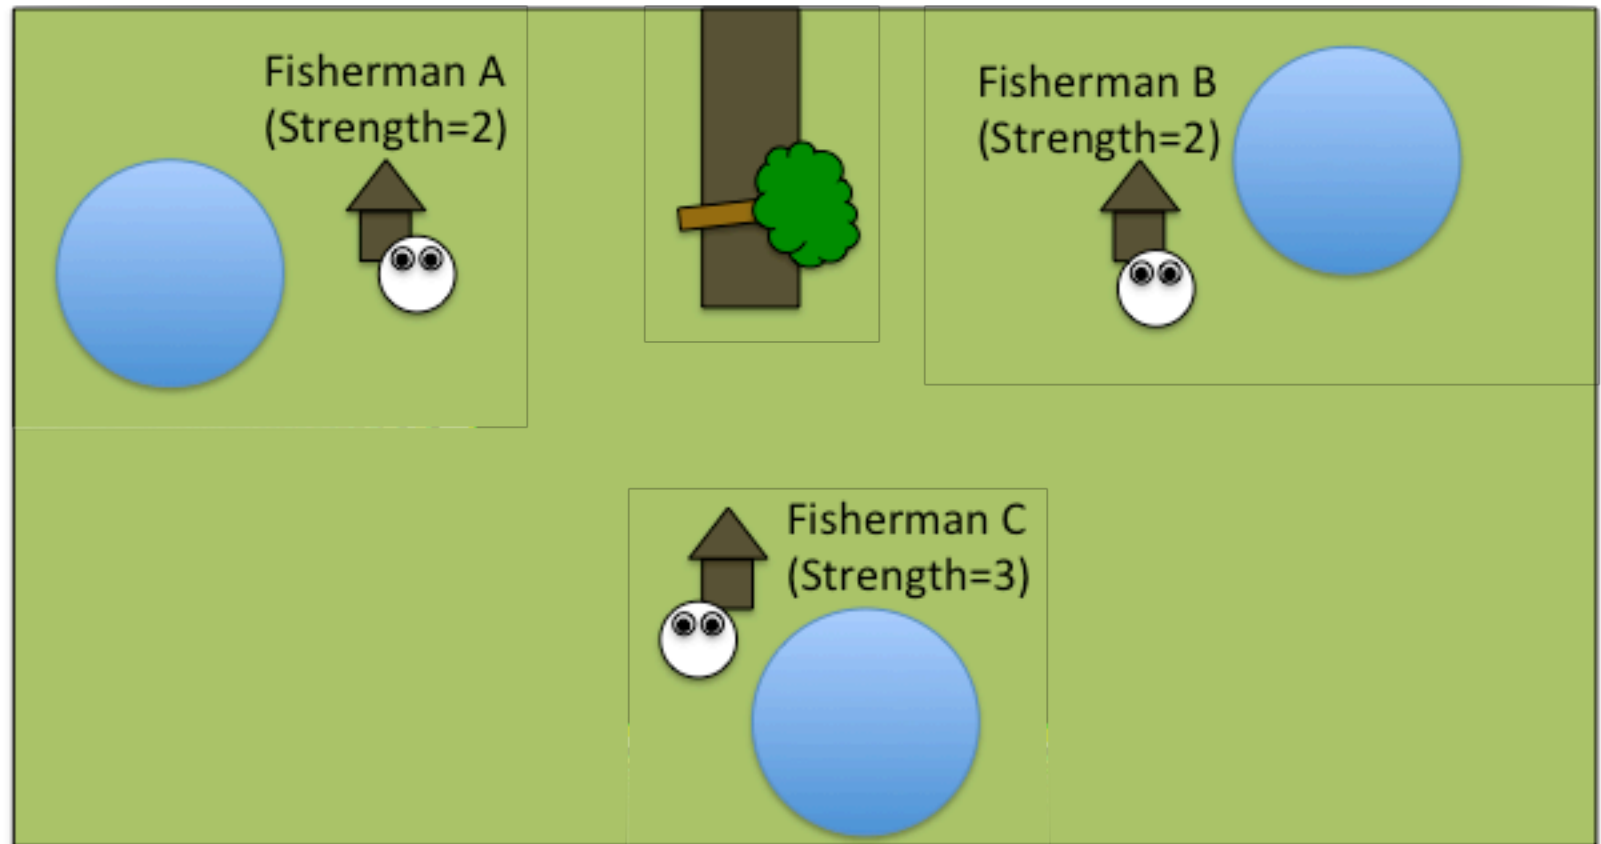 Fisherman A
(Strength=2)
Fisherman B
(Strength=2)
Fisherman C
(Strength=3)